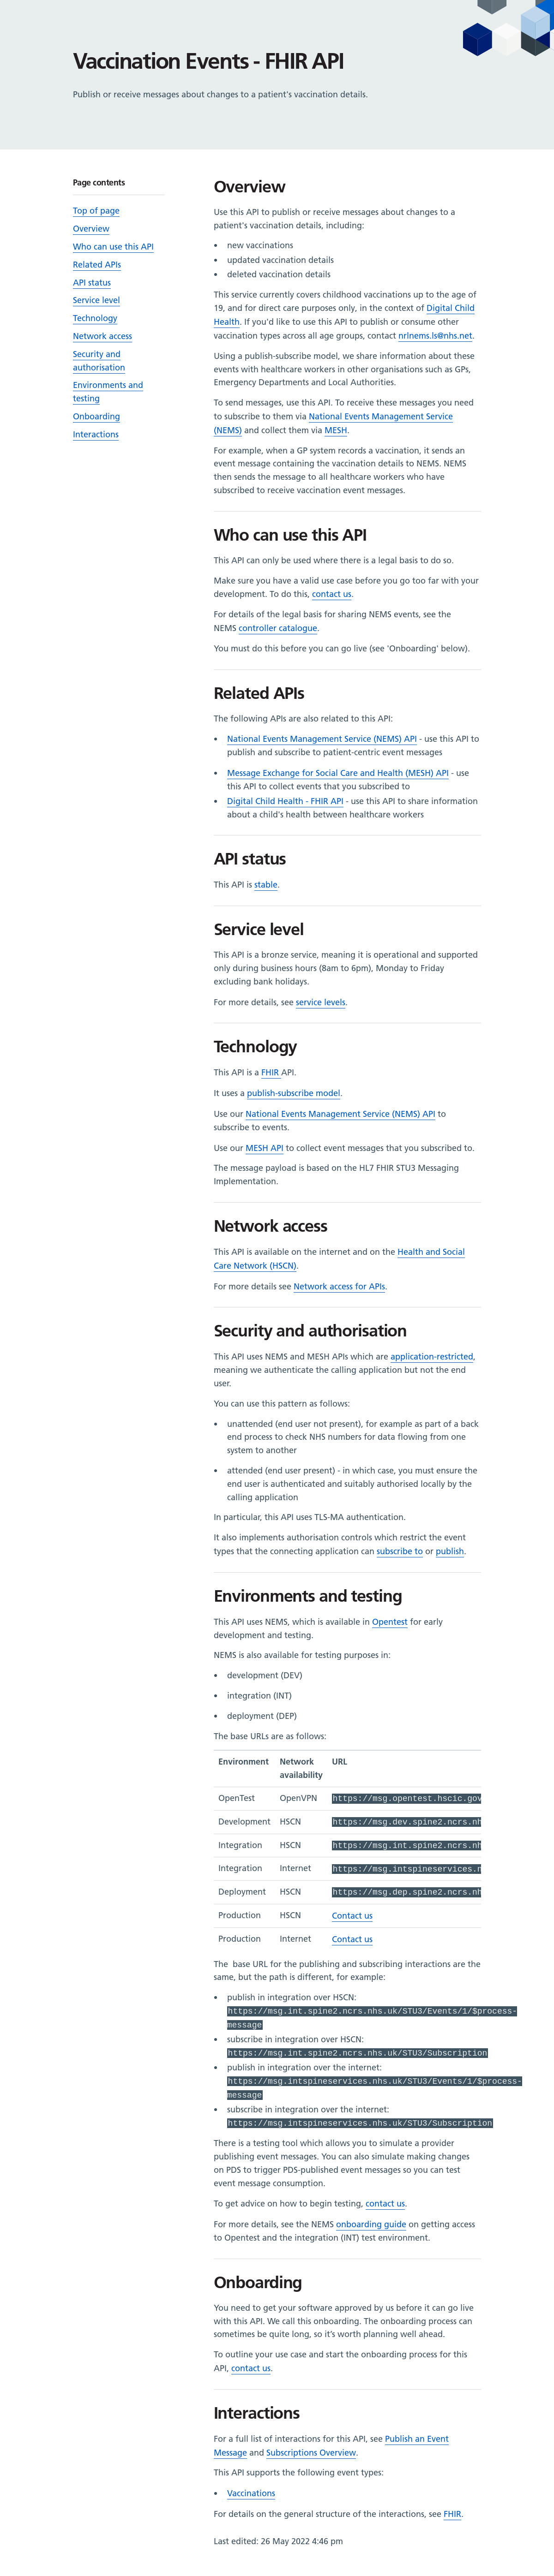 Vaccination Events - FHIR API
Publish or receive messages about changes to a patient's vaccination details.
Page contents
Top of page
Overview
Who can use this API
Related APIs
API status
Service level
Technology
Network access
Security and
authorisation
Environments and
testing
Onboarding
Interactions
Overview
Use this API to publish or receive messages about changes to a
patient's vaccination details, including:
• new vaccinations
• updated vaccination details
• deleted vaccination details
This service currently covers childhood vaccinations up to the age of
19, and for direct care purposes only, in the context of Digital Child
Health. If you'd like to use this API to publish or consume other
vaccination types across all age groups, contact nrlnems.ls@nhs.net.
Using a publish-subscribe model, we share information about these
events with healthcare workers in other organisations such as GPs,
Emergency Departments and Local Authorities.
To send messages, use this API. To receive these messages you need
to subscribe to them via National Events Management Service
(NEMS) and collect them via MESH.
For example, when a GP system records a vaccination, it sends an
event message containing the vaccination details to NEMS. NEMS
then sends the message to all healthcare workers who have
subscribed to receive vaccination event messages.
Who can use this API
This API can only be used where there is a legal basis to do so.
Make sure you have a valid use case before you go too far with your
development. To do this, contact us.
For details of the legal basis for sharing NEMS events, see the
NEMS controller catalogue.
You must do this before you can go live (see 'Onboarding' below).
Related APIs
The following APIs are also related to this API:
• National Events Management Service (NEMS) API - use this API to
publish and subscribe to patient-centric event messages
• Message Exchange for Social Care and Health (MESH) API - use
this API to collect events that you subscribed to
• Digital Child Health - FHIR API - use this API to share information
about a child's health between healthcare workers
API status
This API is stable.
Service level
This API is a bronze service, meaning it is operational and supported
only during business hours (8am to 6pm), Monday to Friday
excluding bank holidays.
For more details, see service levels.
Technology
This API is a FHIR API.
It uses a publish-subscribe model.
Use our National Events Management Service (NEMS) API to
subscribe to events.
Use our MESH API to collect event messages that you subscribed to.
The message payload is based on the HL7 FHIR STU3 Messaging
Implementation.
Network access
This API is available on the internet and on the Health and Social
Care Network (HSCN).
For more details see Network access for APIs.
Security and authorisation
This API uses NEMS and MESH APIs which are application-restricted,
meaning we authenticate the calling application but not the end
user.
You can use this pattern as follows:
• unattended (end user not present), for example as part of a back
end process to check NHS numbers for data flowing from one
system to another
• attended (end user present) - in which case, you must ensure the
end user is authenticated and suitably authorised locally by the
calling application
In particular, this API uses TLS-MA authentication.
It also implements authorisation controls which restrict the event
types that the connecting application can subscribe to or publish.
Environments and testing
This API uses NEMS, which is available in Opentest for early
development and testing.
NEMS is also available for testing purposes in:
• development (DEV)
• integration (INT)
• deployment (DEP)
The base URLs are as follows:
Environment Network availability URL
OpenTest OpenVPN https://msg.opentest.hscic.gov
Development HSCN https://msg.dev.spine2.ncrs.nh
Integration HSCN https://msg.int.spine2.ncrs.nh
Integration Internet https://msg.intspineservices.n
Deployment HSCN https://msg.dep.spine2.ncrs.nh
Production HSCN Contact us
Production Internet Contact us
The base URL for the publishing and subscribing interactions are the
same, but the path is different, for example:
• publish in integration over HSCN:
https://msg.int.spine2.ncrs.nhs.uk/STU3/Events/1/$process-
message
• subscribe in integration over HSCN:
https://msg.int.spine2.ncrs.nhs.uk/STU3/Subscription
• publish in integration over the internet:
https://msg.intspineservices.nhs.uk/STU3/Events/1/$process-
message
• subscribe in integration over the internet:
https://msg.intspineservices.nhs.uk/STU3/Subscription
There is a testing tool which allows you to simulate a provider
publishing event messages. You can also simulate making changes
on PDS to trigger PDS-published event messages so you can test
event message consumption.
To get advice on how to begin testing, contact us.
For more details, see the NEMS onboarding guide on getting access
to Opentest and the integration (INT) test environment.
Onboarding
You need to get your software approved by us before it can go live
with this API. We call this onboarding. The onboarding process can
sometimes be quite long, so it's worth planning well ahead.
To outline your use case and start the onboarding process for this
API, contact us.
Interactions
For a full list of interactions for this API, see Publish an Event
Message and Subscriptions Overview.
This API supports the following event types:
• Vaccinations
For details on the general structure of the interactions, see FHIR.
Last edited: 26 May 2022 4:46 pm